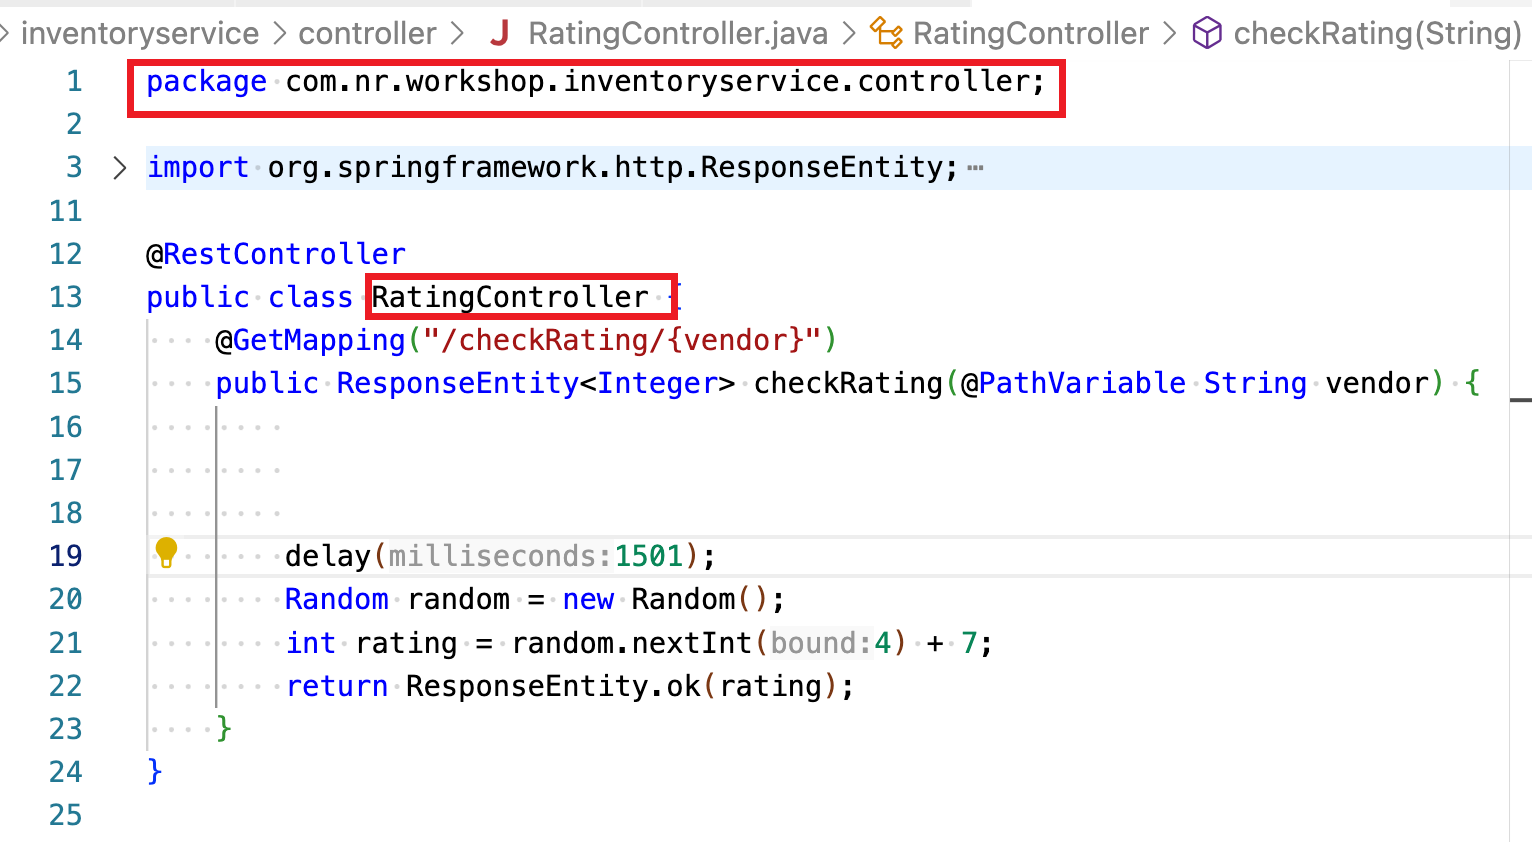 inventoryservice > controller > J RatingController.java > RatingController > checkRating(String)
1 package com.nr.workshop.inventoryservice.controller;
2
3 > import org.springframework.http.ResponseEntity; ⋯
11
12 @RestController
13 public class RatingController {
14 @GetMapping("/checkRating/{vendor}")
15 public ResponseEntity<Integer> checkRating(@PathVariable String vendor) {
16
17
18
19 delay(milliseconds:1501);
20 Random random = new Random();
21 int rating = random.nextInt(bound:4) + 7;
22 return ResponseEntity.ok(rating);
23 }
24 }
25